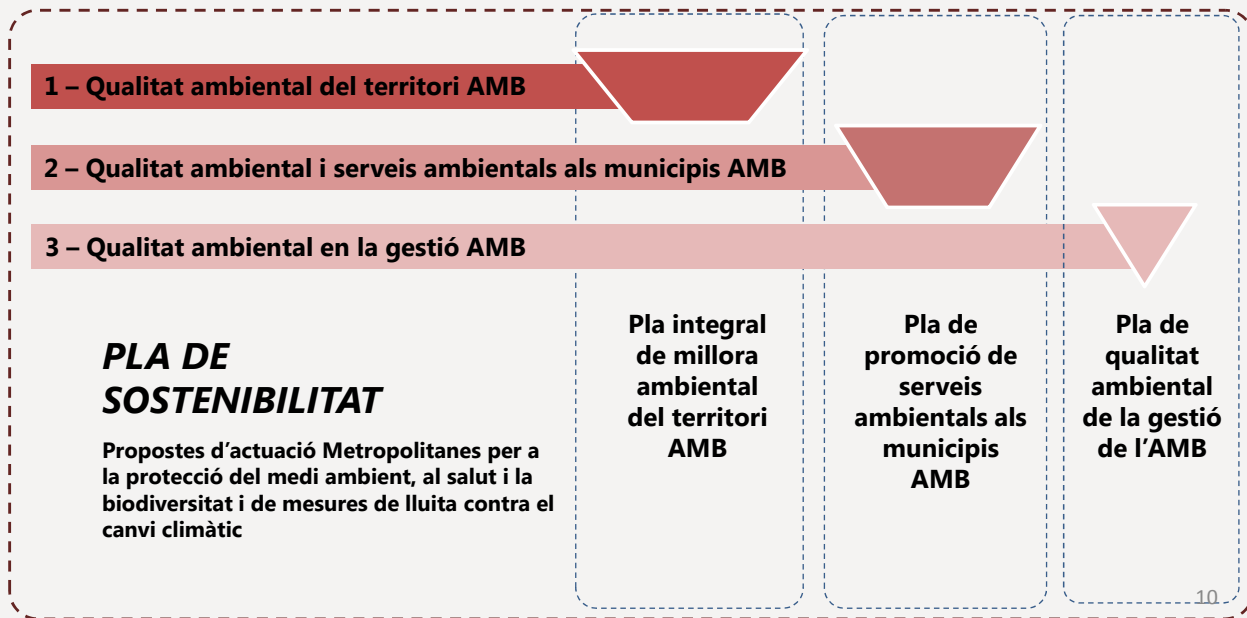 1 – Qualitat ambiental del territori AMB
2 – Qualitat ambiental i serveis ambientals als municipis AMB
3 – Qualitat ambiental en la gestió AMB
PLA DE
SOSTENIBILITAT
Propostes d’actuació Metropolitanes per a
la protecció del medi ambient, al salut i la
biodiversitat i de mesures de lluita contra el
canvi climàtic
Pla integral
de millora
ambiental
del territori
AMB
Pla de
promoció de
serveis
ambientals als
municipis
AMB
Pla de
qualitat
ambiental
de la gestió
de l’AMB
10